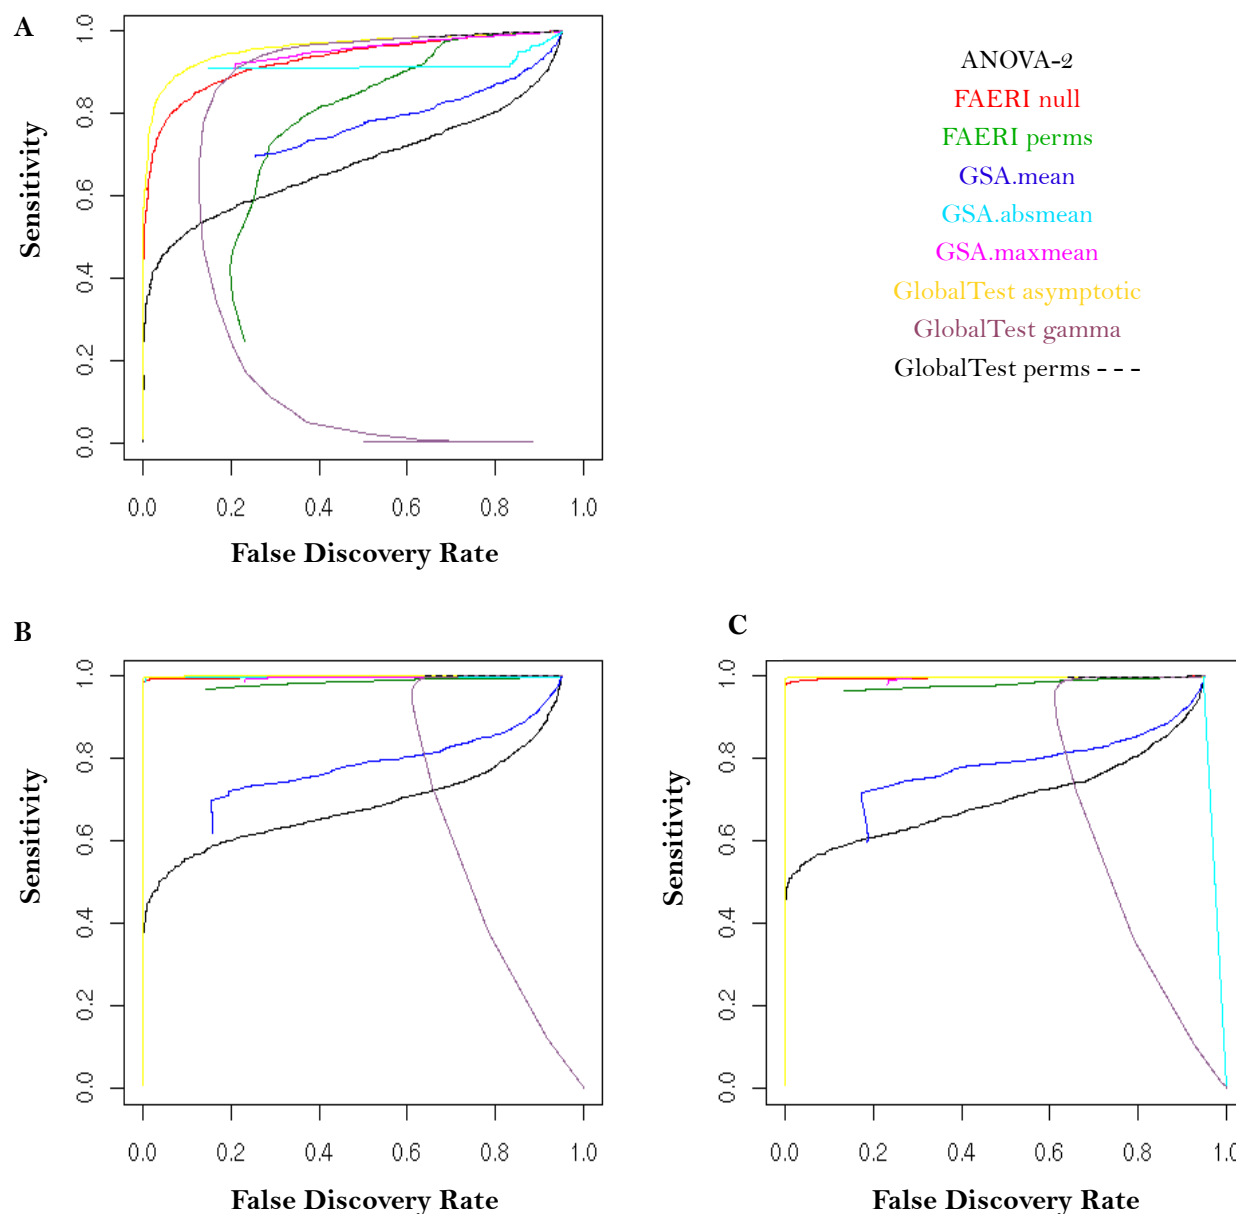 A
1.0
0.8
0.6
0.4
0.2
0.0
Sensitivity
0.0 0.2 0.4 0.6 0.8 1.0
False Discovery Rate
ANOVA-2
FAERI null
FAERI perms
GSA.mean
GSA.absmean
GSA.maxmean
GlobalTest asymptotic
GlobalTest gamma
GlobalTest perms - - -
B
1.0
0.8
0.6
0.4
0.2
0.0
Sensitivity
0.0 0.2 0.4 0.6 0.8 1.0
False Discovery Rate
C
1.0
0.8
0.6
0.4
0.2
0.0
Sensitivity
0.0 0.2 0.4 0.6 0.8 1.0
False Discovery Rate